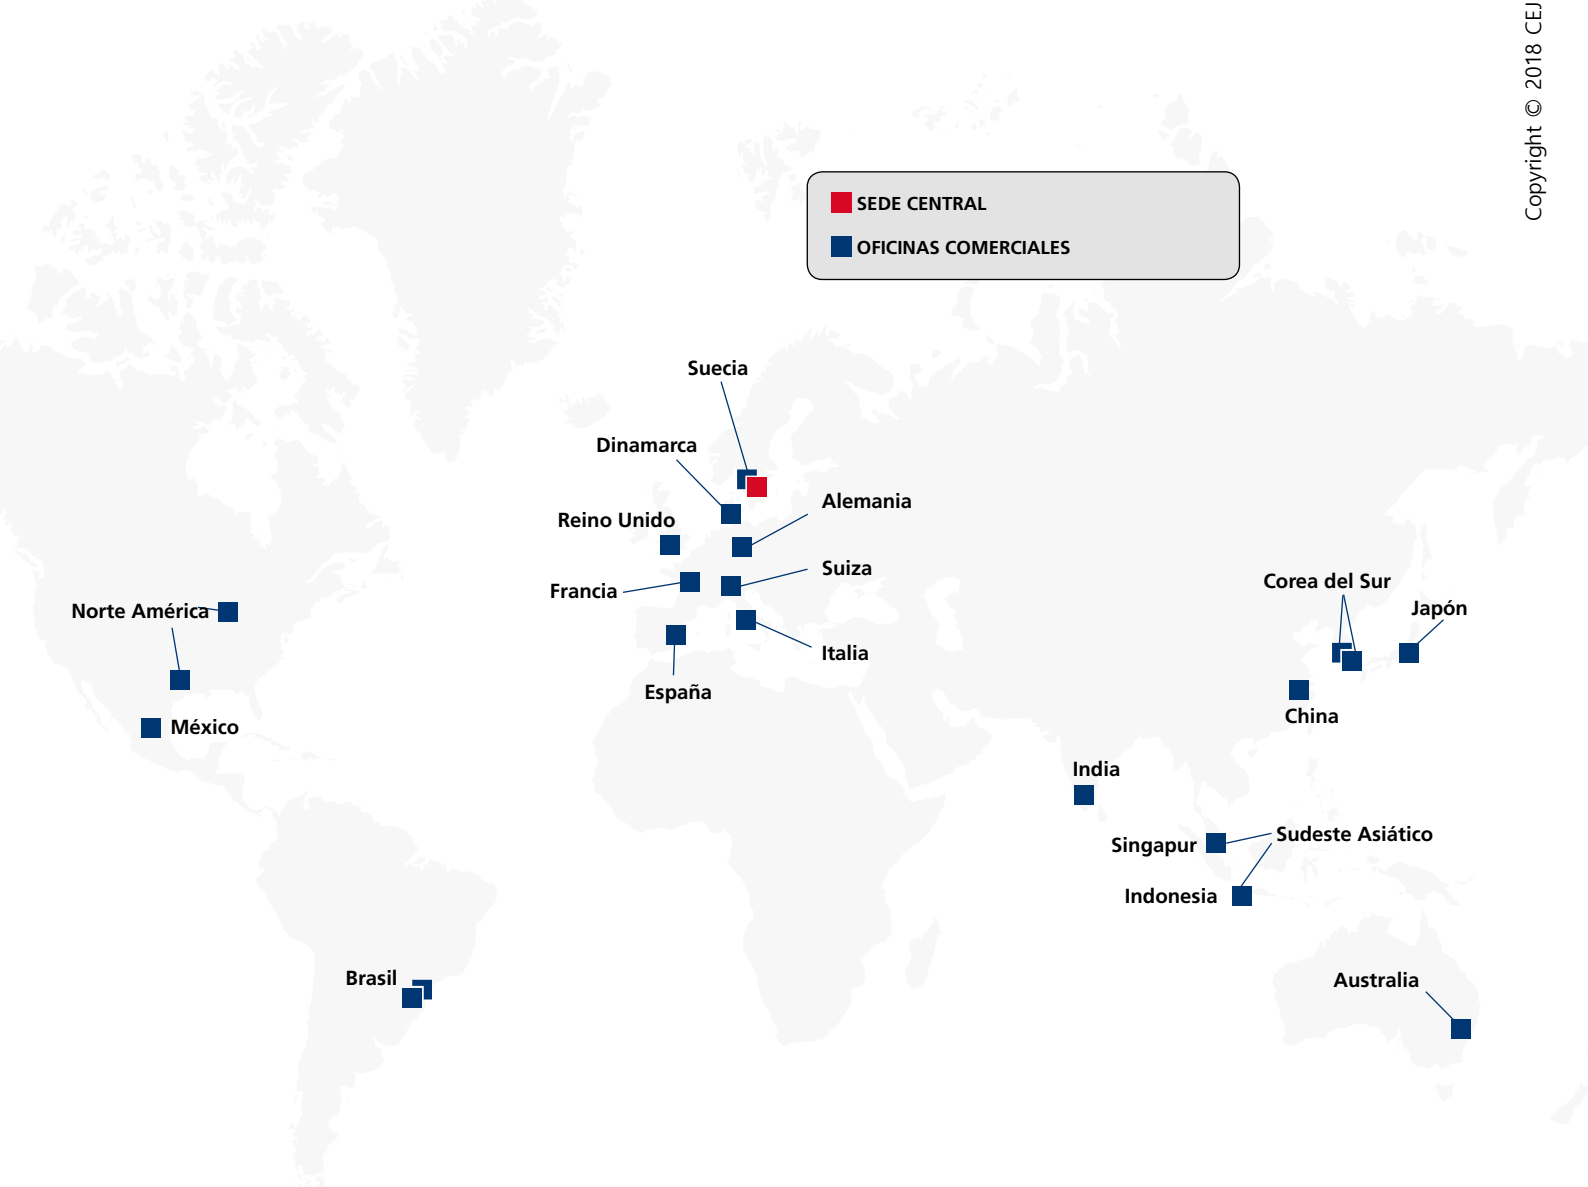 Copyright © 2018 CEJ
SEDE CENTRAL
OFICINAS COMERCIALES
Suecia
Dinamarca
Alemania
Reino Unido
Suiza
Francia
Corea del Sur
Norte América
Japón
Italia
España
China
México
India
Sudeste Asiático
Singapur
Indonesia
Brasil
Australia